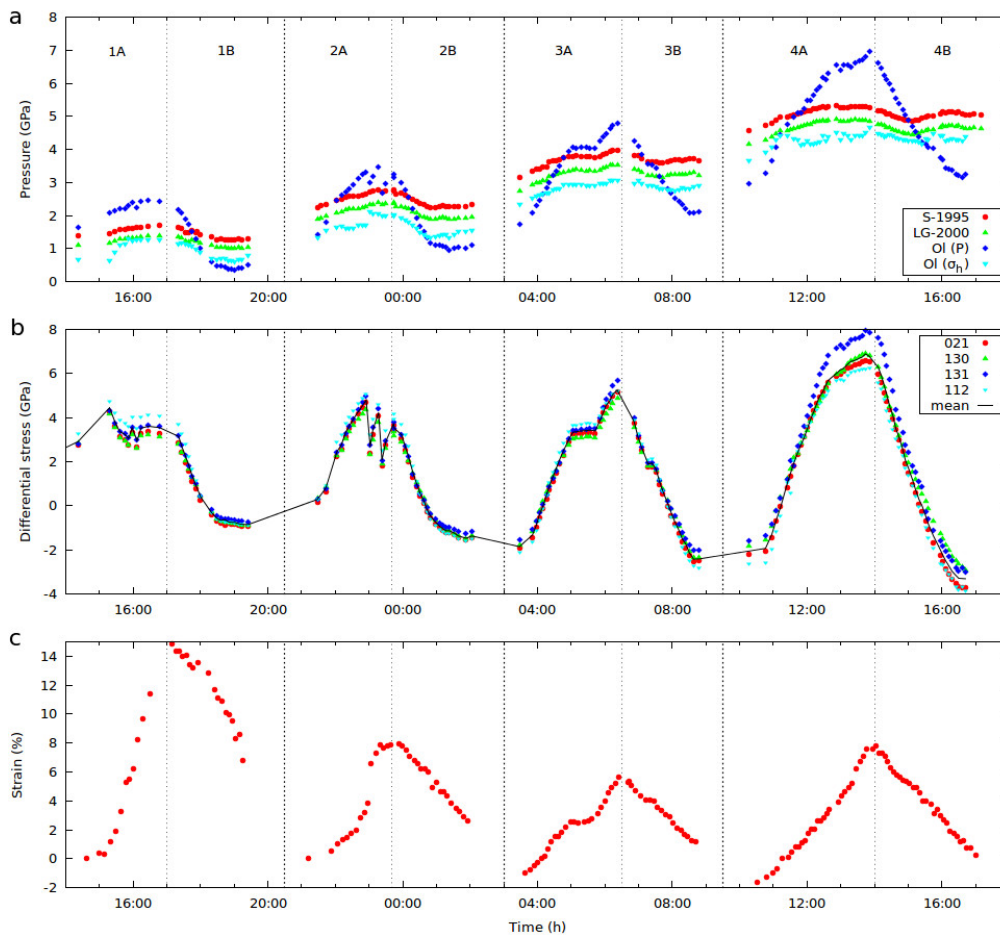 a
8
7
6
5
4
3
2
1
0
Pressure (GPa)
1A 1B 2A 2B 3A 3B 4A 4B
S-1995
LG-2000
Ol (P)
Ol (σh)
16:00 20:00 00:00 04:00 08:00 12:00 16:00
b
8
6
4
2
0
-2
-4
Differential stress (GPa)
021
130
131
112
mean
16:00 20:00 00:00 04:00 08:00 12:00 16:00
c
14
12
10
8
6
4
2
0
-2
Strain (%)
16:00 20:00 00:00 04:00 08:00 12:00 16:00
Time (h)